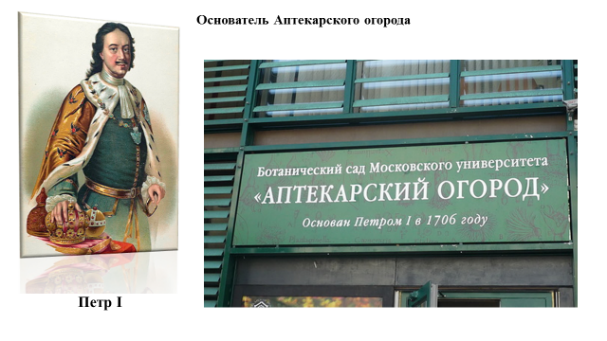 Основатель Аптекарского огорода
Ботанический сад Московского университета
«АПТЕКАРСКИЙ ОГОРОД»
Основан Петром I в 1706 году
Петр I